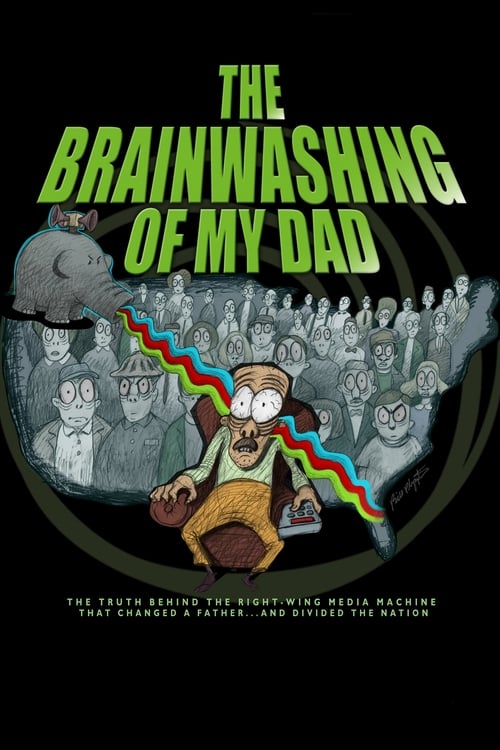 THE
BRAINWASHING
OF MY DAD
THE TRUTH BEHIND THE RIGHT-WING MEDIA MACHINE
THAT CHANGED A FATHER...AND DIVIDED THE NATION